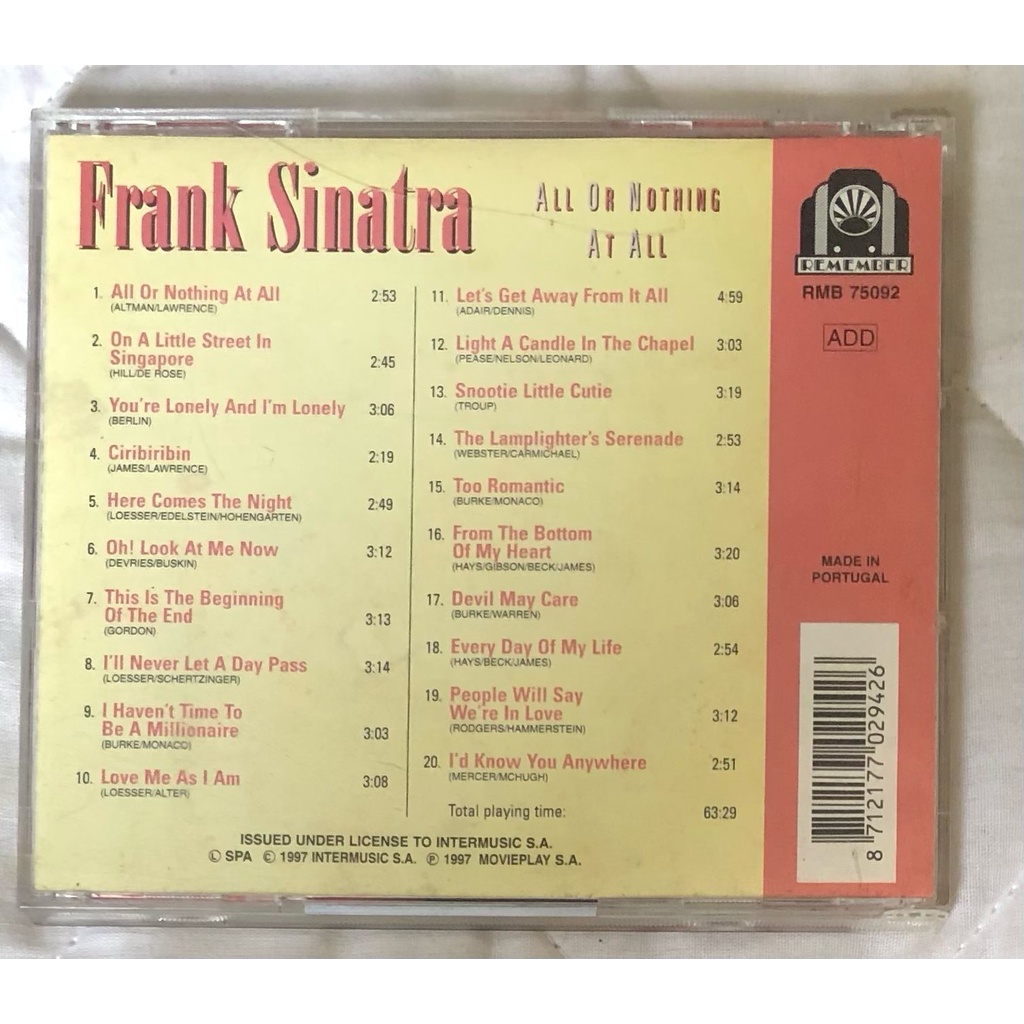 Frank Sinatra
ALL OR NOTHING
AT ALL
1. All Or Nothing At All 2:53
(ALTMAN/LAWRENCE)
2. On A Little Street In
Singapore 2:45
(HILL/DE ROSE)
3. You're Lonely And I'm Lonely 3:06
(BERLIN)
4. Ciribiribin 2:19
(JAMES/LAWRENCE)
5. Here Comes The Night 2:49
(LOESSER/EDELSTEIN/HOHENGARTEN)
6. Oh! Look At Me Now 3:12
(DEVRIES/BUSKIN)
7. This Is The Beginning
Of The End 3:13
(GORDON)
8. I'll Never Let A Day Pass 3:14
(LOESSER/SCHERTZINGER)
9. I Haven't Time To
Be A Millionaire 3:03
(BURKE/MONACO)
10. Love Me As I Am 3:08
(LOESSER/ALTER)
11. Let's Get Away From It All 4:59
(ADAIR/DENNIS)
12. Light A Candle In The Chapel 3:03
(PEASE/NELSON/LEONARD)
13. Snootie Little Cutie 3:19
(TROUP)
14. The Lamplighter's Serenade 2:53
(WEBSTER/CARMICHAEL)
15. Too Romantic 3:14
(BURKE/MONACO)
16. From The Bottom
Of My Heart 3:20
(HAYS/GIBSON/BECK/JAMES)
17. Devil May Care 3:06
(BURKE/WARREN)
18. Every Day Of My Life 2:54
(HAYS/BECK/JAMES)
19. People Will Say
We're In Love 3:12
(RODGERS/HAMMERSTEIN)
20. I'd Know You Anywhere 2:51
(MERCER/MCHUGH)
Total playing time: 63:29
ISSUED UNDER LICENSE TO INTERMUSIC S.A.
Ⓛ SPA © 1997 INTERMUSIC S.A. ℗ 1997 MOVIEPLAY S.A.
REMEMBER
RMB 75092
ADD
MADE IN
PORTUGAL
8 712177 029426